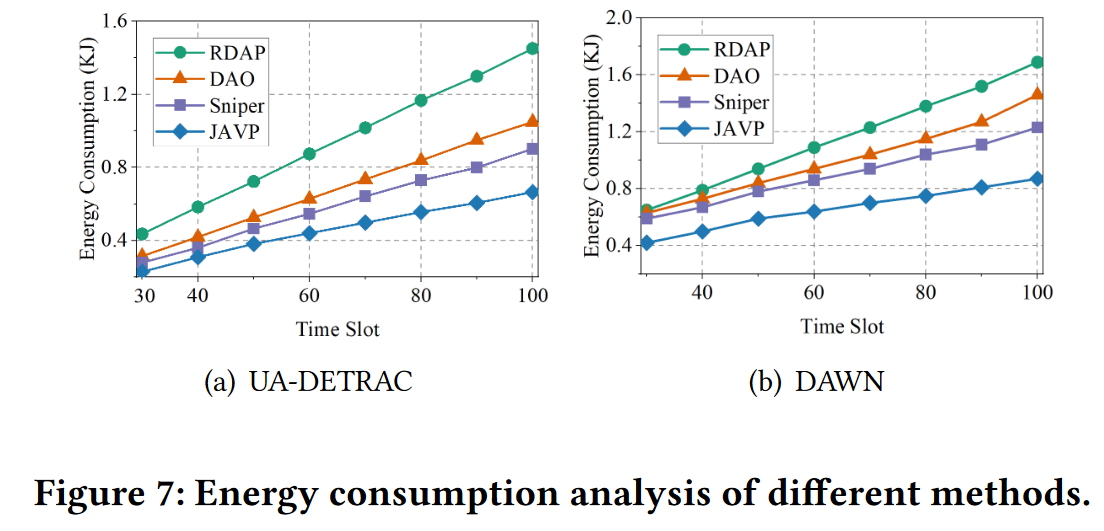 Energy Consumption (KJ)
1.6
1.2
0.8
0.4
RDAP
DAO
Sniper
JAVP
30
40
60
80
100
Time Slot
(a) UA-DETRAC
Energy Consumption (KJ)
2.0
1.6
1.2
0.8
0.4
RDAP
DAO
Sniper
JAVP
40
60
80
100
Time Slot
(b) DAWN
Figure 7: Energy consumption analysis of different methods.